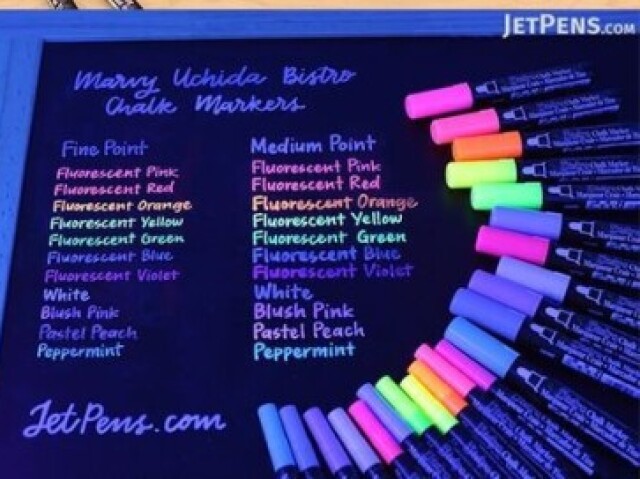 JETPENS.COM
Marvy Uchida Bistro
Chalk Markers
Fine Point
Fluorescent Pink
Fluorescent Red
Fluorescent Orange
Fluorescent Yellow
Fluorescent Green
Fluorescent Blue
Fluorescent Violet
White
Blush Pink
Pastel Peach
Peppermint
Medium Point
Fluorescent Pink
Fluorescent Red
Fluorescent Orange
Fluorescent Yellow
Fluorescent Green
Fluorescent Blue
Fluorescent Violet
White
Blush Pink
Pastel Peach
Peppermint
JetPens.com